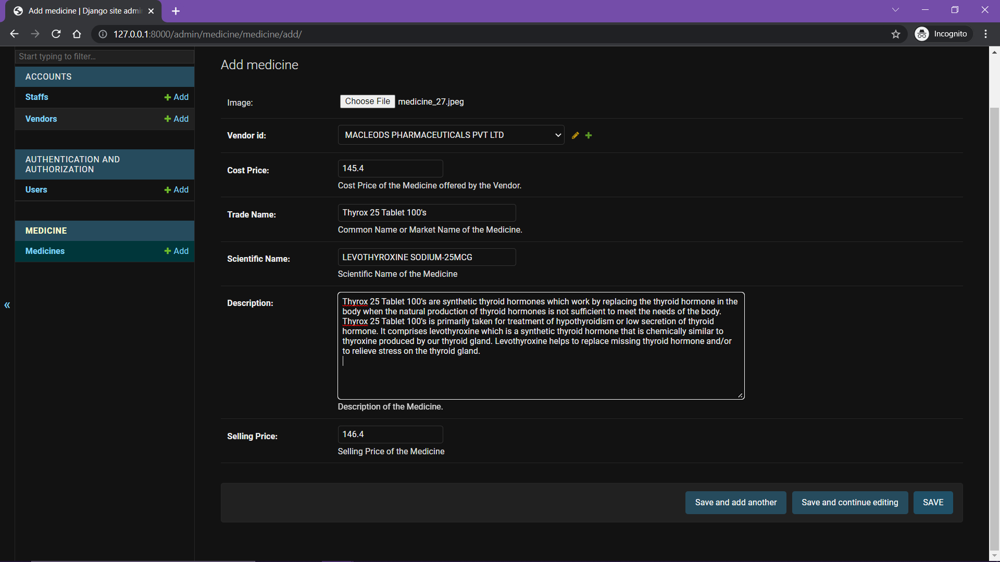 Add medicine | Django site admi
127.0.0.1:8000/admin/medicine/medicine/add/
Incognito
Start typing to filter...
ACCOUNTS
Staffs
Add
Vendors
Add
AUTHENTICATION AND
AUTHORIZATION
Users
Add
MEDICINE
Medicines
Add
«
Add medicine
Image:
Choose File medicine_27.jpeg
Vendor id:
MACLEODS PHARMACEUTICALS PVT LTD
Cost Price:
145.4
Cost Price of the Medicine offered by the Vendor.
Trade Name:
Thyrox 25 Tablet 100's
Common Name or Market Name of the Medicine.
Scientific Name:
LEVOTHYROXINE SODIUM-25MCG
Scientific Name of the Medicine
Description:
Thyrox 25 Tablet 100's are synthetic thyroid hormones which work by replacing the thyroid hormone in the
body when the natural production of thyroid hormones is not sufficient to meet the needs of the body.
Thyrox 25 Tablet 100's is primarily taken for treatment of hypothyroidism or low secretion of thyroid
hormone. It comprises levothyroxine which is a synthetic thyroid hormone that is chemically similar to
thyroxine produced by our thyroid gland. Levothyroxine helps to replace missing thyroid hormone and/or
to relieve stress on the thyroid gland.
Description of the Medicine.
Selling Price:
146.4
Selling Price of the Medicine
Save and add another
Save and continue editing
SAVE